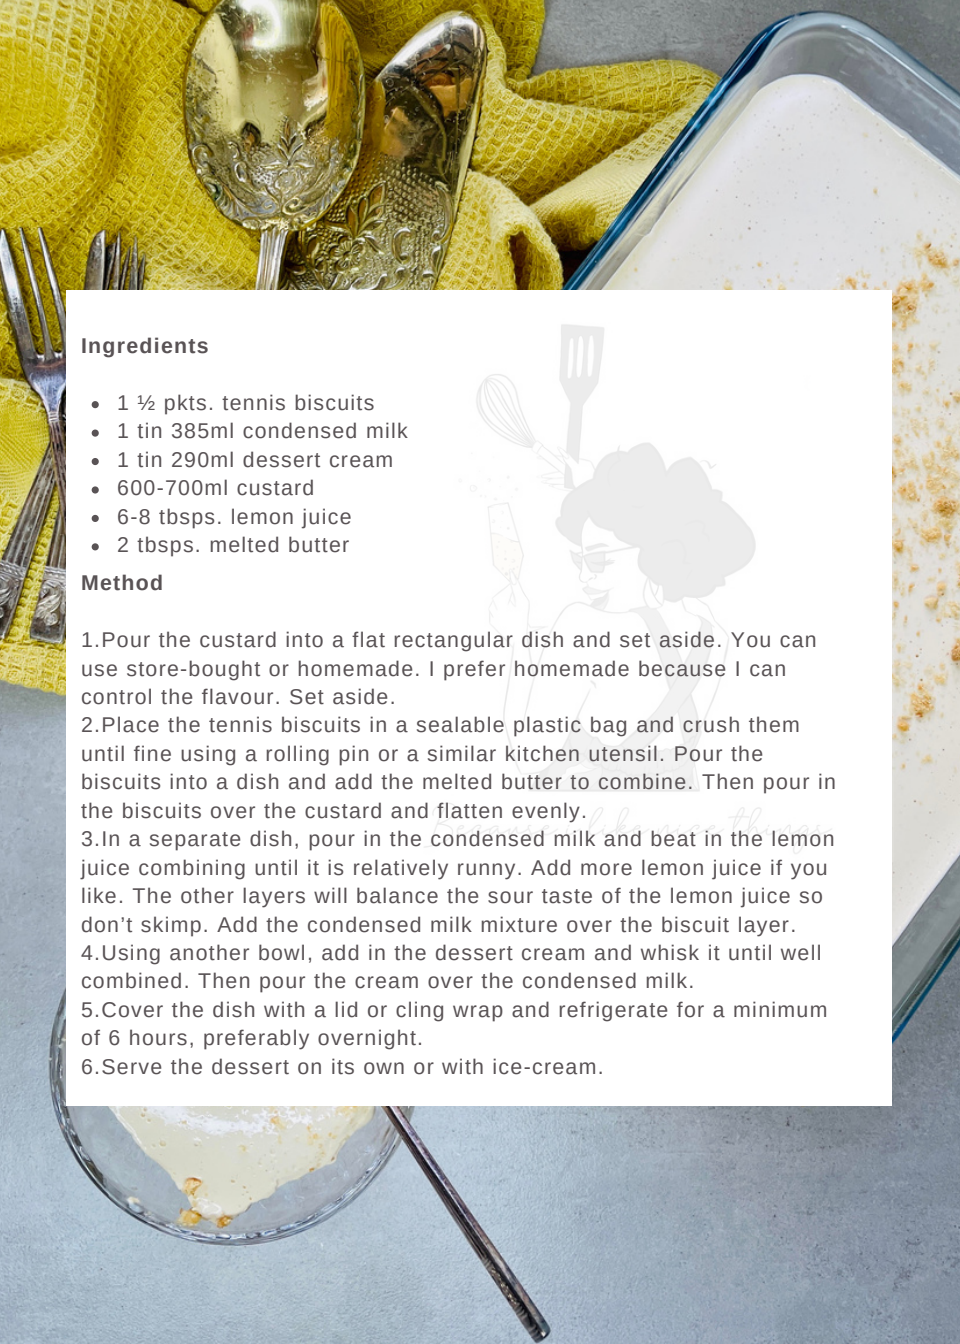 Ingredients
1 ½ pkts. tennis biscuits
1 tin 385ml condensed milk
1 tin 290ml dessert cream
600-700ml custard
6-8 tbsps. lemon juice
2 tbsps. melted butter
Method
1.Pour the custard into a flat rectangular dish and set aside. You can
use store-bought or homemade. I prefer homemade because I can
control the flavour. Set aside.
2.Place the tennis biscuits in a sealable plastic bag and crush them
until fine using a rolling pin or a similar kitchen utensil. Pour the
biscuits into a dish and add the melted butter to combine. Then pour in
the biscuits over the custard and flatten evenly.
Because I like nice things.
3.In a separate dish, pour in the condensed milk and beat in the lemon
juice combining until it is relatively runny. Add more lemon juice if you
like. The other layers will balance the sour taste of the lemon juice so
don’t skimp. Add the condensed milk mixture over the biscuit layer.
4.Using another bowl, add in the dessert cream and whisk it until well
combined. Then pour the cream over the condensed milk.
5.Cover the dish with a lid or cling wrap and refrigerate for a minimum
of 6 hours, preferably overnight.
6.Serve the dessert on its own or with ice-cream.